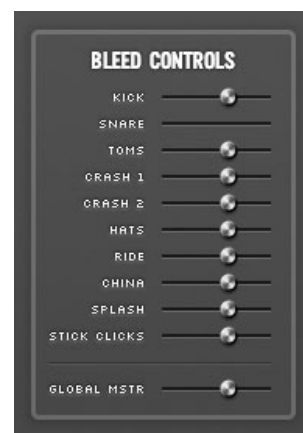 BLEED CONTROLS
KICK
SNARE
TOMS
CRASH 1
CRASH 2
HATS
RIDE
CHINA
SPLASH
STICK CLICKS
GLOBAL MSTR